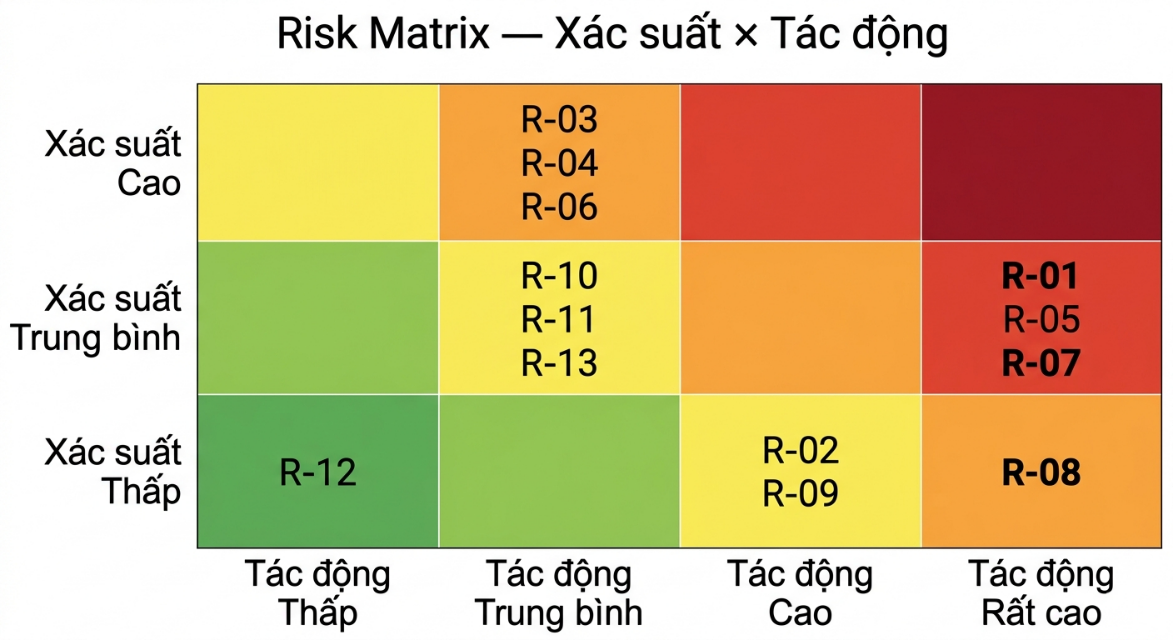 Risk Matrix — Xác suất × Tác động
Xác suất
Cao
R-03
R-04
R-06
Xác suất
Trung bình
R-10
R-11
R-13
R-01
R-05
R-07
Xác suất
Thấp
R-12
R-02
R-09
R-08
Tác động
Thấp
Tác động
Trung bình
Tác động
Cao
Tác động
Rất cao